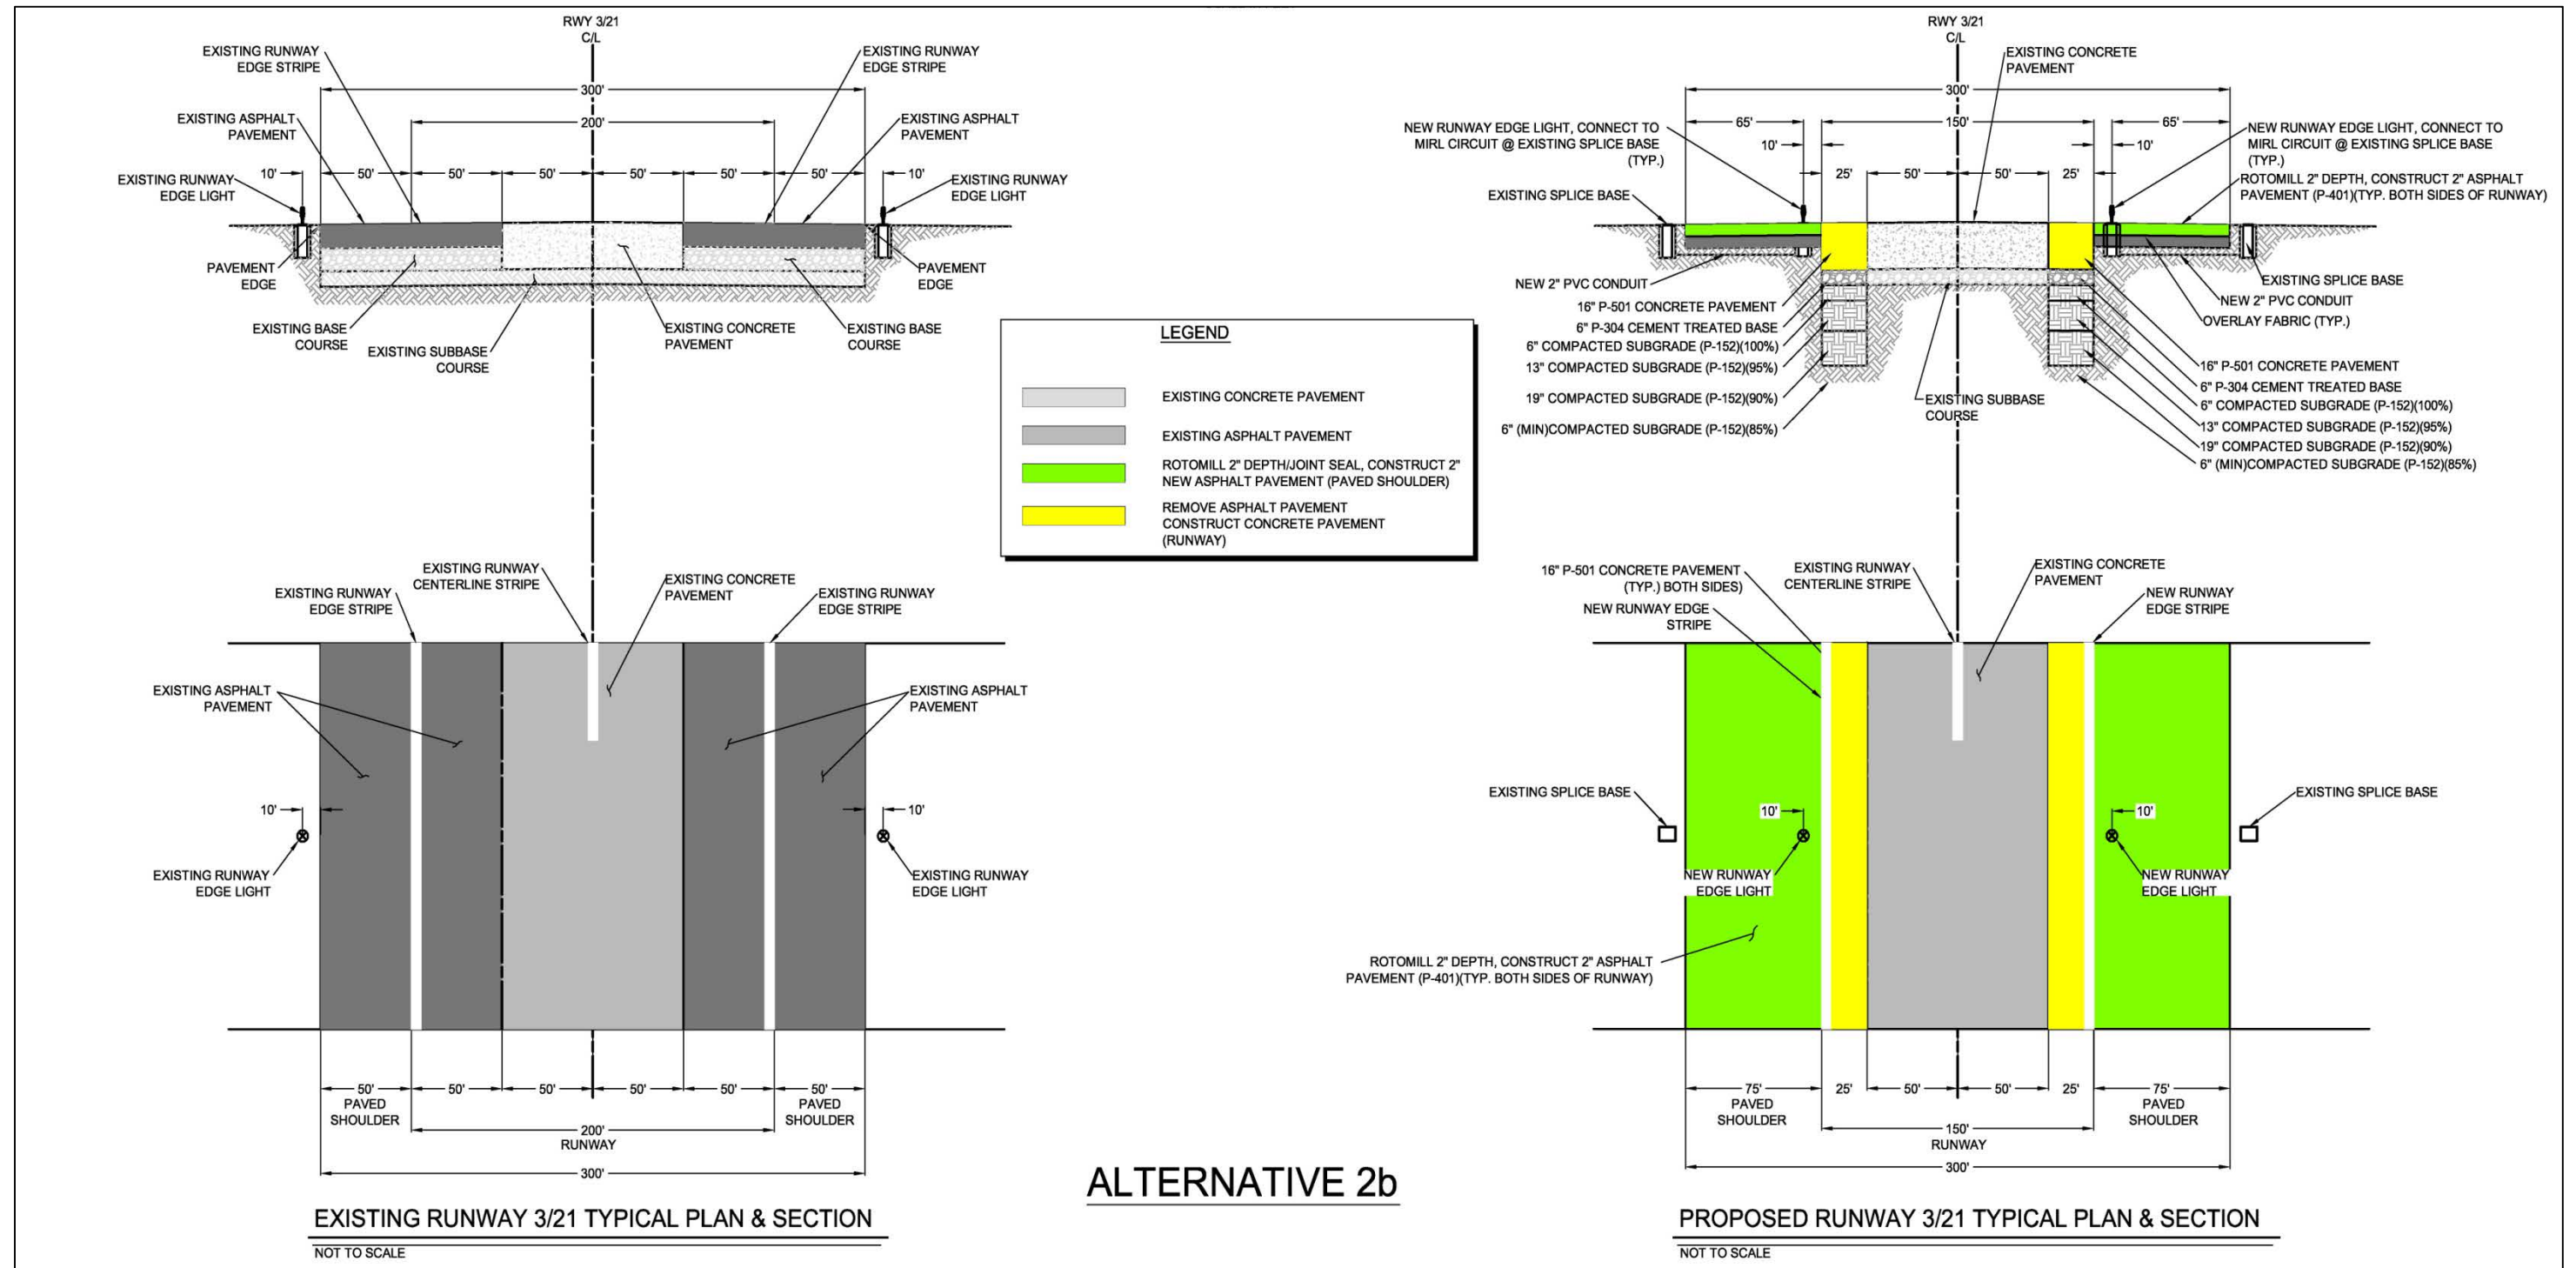 RWY 3/21
C/L
EXISTING RUNWAY
EDGE STRIPE
EXISTING RUNWAY
EDGE STRIPE
300'
EXISTING ASPHALT
PAVEMENT
200'
EXISTING ASPHALT
PAVEMENT
10'
50'
50'
50'
50'
50'
50'
10'
EXISTING RUNWAY
EDGE LIGHT
EXISTING RUNWAY
EDGE LIGHT
PAVEMENT
EDGE
PAVEMENT
EDGE
EXISTING BASE
COURSE
EXISTING SUBBASE
COURSE
EXISTING CONCRETE
PAVEMENT
EXISTING BASE
COURSE
EXISTING RUNWAY
EDGE STRIPE
EXISTING RUNWAY
CENTERLINE STRIPE
EXISTING CONCRETE
PAVEMENT
EXISTING RUNWAY
EDGE STRIPE
EXISTING ASPHALT
PAVEMENT
EXISTING ASPHALT
PAVEMENT
10'
10'
EXISTING RUNWAY
EDGE LIGHT
EXISTING RUNWAY
EDGE LIGHT
50'
50'
50'
50'
50'
50'
PAVED
SHOULDER
PAVED
SHOULDER
200'
RUNWAY
300'
EXISTING RUNWAY 3/21 TYPICAL PLAN & SECTION
NOT TO SCALE
LEGEND
EXISTING CONCRETE PAVEMENT
EXISTING ASPHALT PAVEMENT
ROTOMILL 2" DEPTH/JOINT SEAL, CONSTRUCT 2"
NEW ASPHALT PAVEMENT (PAVED SHOULDER)
REMOVE ASPHALT PAVEMENT
CONSTRUCT CONCRETE PAVEMENT
(RUNWAY)
ALTERNATIVE 2b
RWY 3/21
C/L
EXISTING CONCRETE
PAVEMENT
300'
65'
150'
65'
NEW RUNWAY EDGE LIGHT, CONNECT TO
MIRL CIRCUIT @ EXISTING SPLICE BASE
(TYP.)
NEW RUNWAY EDGE LIGHT, CONNECT TO
MIRL CIRCUIT @ EXISTING SPLICE BASE
(TYP.)
10'
10'
25'
50'
50'
25'
ROTOMILL 2" DEPTH, CONSTRUCT 2" ASPHALT
PAVEMENT (P-401)(TYP. BOTH SIDES OF RUNWAY)
EXISTING SPLICE BASE
NEW 2" PVC CONDUIT
16" P-501 CONCRETE PAVEMENT
6" P-304 CEMENT TREATED BASE
6" COMPACTED SUBGRADE (P-152)(100%)
13" COMPACTED SUBGRADE (P-152)(95%)
19" COMPACTED SUBGRADE (P-152)(90%)
6" (MIN)COMPACTED SUBGRADE (P-152)(85%)
EXISTING SUBBASE
COURSE
EXISTING SPLICE BASE
NEW 2" PVC CONDUIT
OVERLAY FABRIC (TYP.)
16" P-501 CONCRETE PAVEMENT
6" P-304 CEMENT TREATED BASE
6" COMPACTED SUBGRADE (P-152)(100%)
13" COMPACTED SUBGRADE (P-152)(95%)
19" COMPACTED SUBGRADE (P-152)(90%)
6" (MIN)COMPACTED SUBGRADE (P-152)(85%)
16" P-501 CONCRETE PAVEMENT
(TYP.) BOTH SIDES)
NEW RUNWAY EDGE
STRIPE
EXISTING RUNWAY
CENTERLINE STRIPE
EXISTING CONCRETE
PAVEMENT
NEW RUNWAY
EDGE STRIPE
EXISTING SPLICE BASE
10'
10'
EXISTING SPLICE BASE
NEW RUNWAY
EDGE LIGHT
NEW RUNWAY
EDGE LIGHT
ROTOMILL 2" DEPTH, CONSTRUCT 2" ASPHALT
PAVEMENT (P-401)(TYP. BOTH SIDES OF RUNWAY)
75'
25'
50'
50'
25'
75'
PAVED
SHOULDER
PAVED
SHOULDER
150'
RUNWAY
300'
PROPOSED RUNWAY 3/21 TYPICAL PLAN & SECTION
NOT TO SCALE